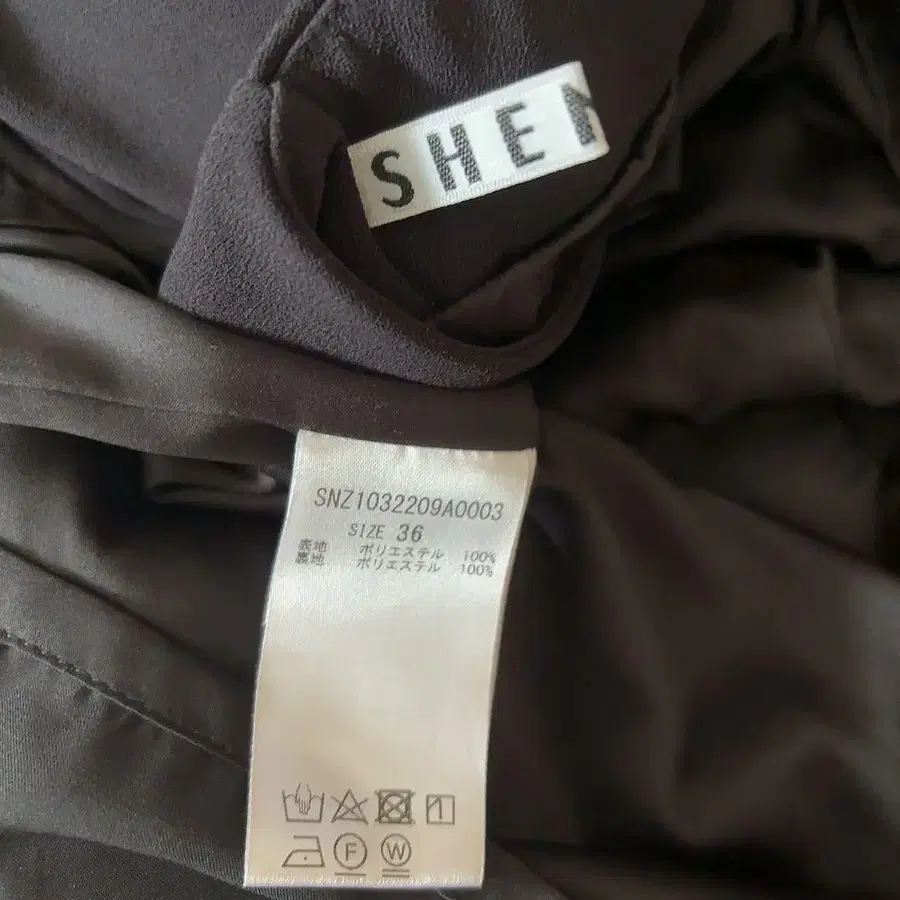 SHE
SNZ1032209A0003
SIZE 36
表地 ポリエステル 100%
裏地 ポリエステル 100%
F W